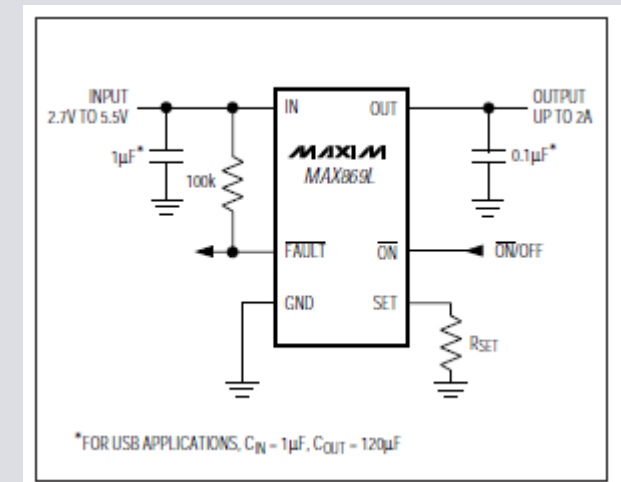 INPUT
2.7V TO 5.5V
IN
OUT
OUTPUT
UP TO 2A
1µF*
MAXIM
MAX869L
0.1µF*
100k
FAULT
ON
ON/OFF
GND
SET
RSET
*FOR USB APPLICATIONS, CIN = 1µF, COUT = 120µF